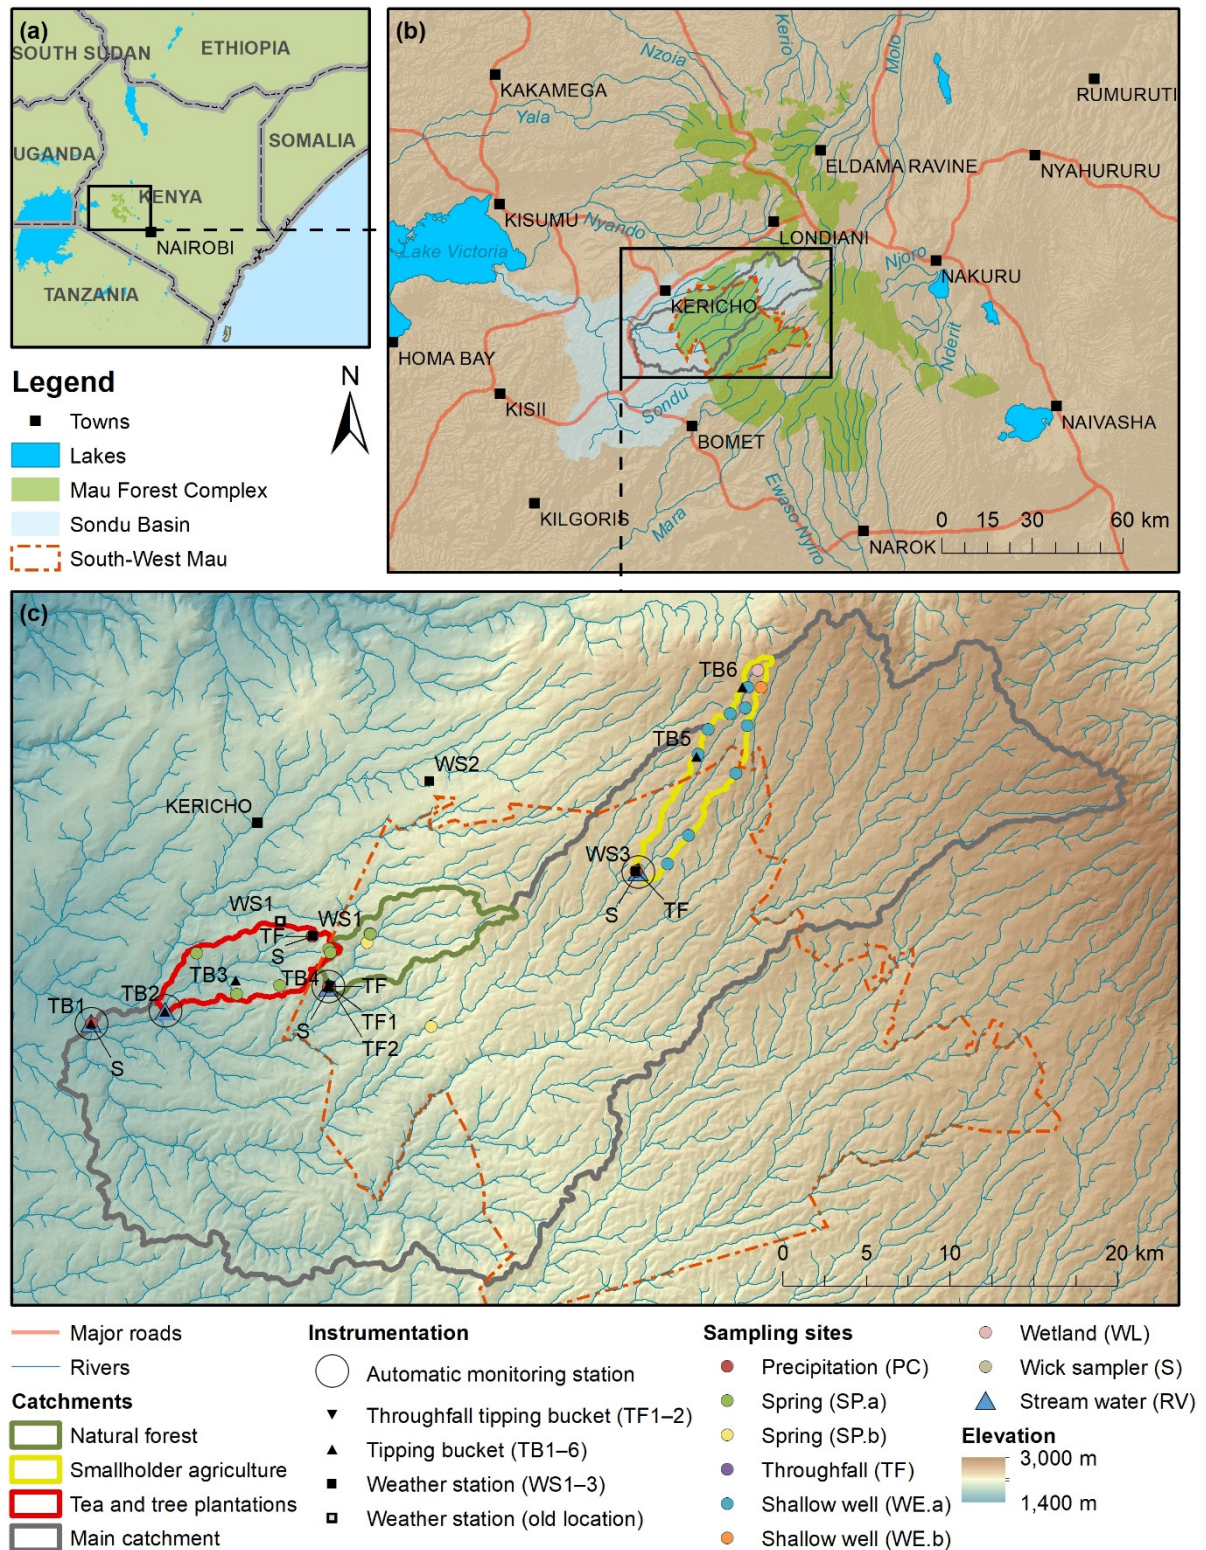 (a)
SOUTH SUDAN
ETHIOPIA
SOMALIA
UGANDA
KENYA
NAIROBI
TANZANIA
(b)
Nzoia
Kerio
Molo
KAKAMEGA
RUMURUTI
Yala
ELDAMA RAVINE
NYAHURURU
KISUMU
Nyando
LONDIANI
Lake Victoria
Njoro
NAKURU
KERICHO
HOMA BAY
Nderit
KISII
Sondu
BOMET
NAIVASHA
KILGORIS
Mara
Ewaso Nyiro
NAROK
0 15 30 60 km
Legend
N
Towns
Lakes
Mau Forest Complex
Sondu Basin
South-West Mau
(c)
TB6
TB5
WS2
KERICHO
WS3
S
TF
WS1
WS1
TF
S
TB3
TB4
TF
TB2
TB1
S
TF1
TF2
S
0 5 10 20 km
Major roads
Rivers
Catchments
Natural forest
Smallholder agriculture
Tea and tree plantations
Main catchment
Instrumentation
Automatic monitoring station
Throughfall tipping bucket (TF1–2)
Tipping bucket (TB1–6)
Weather station (WS1–3)
Weather station (old location)
Sampling sites
Precipitation (PC)
Spring (SP.a)
Spring (SP.b)
Throughfall (TF)
Shallow well (WE.a)
Shallow well (WE.b)
Wetland (WL)
Wick sampler (S)
Stream water (RV)
Elevation
3,000 m
1,400 m